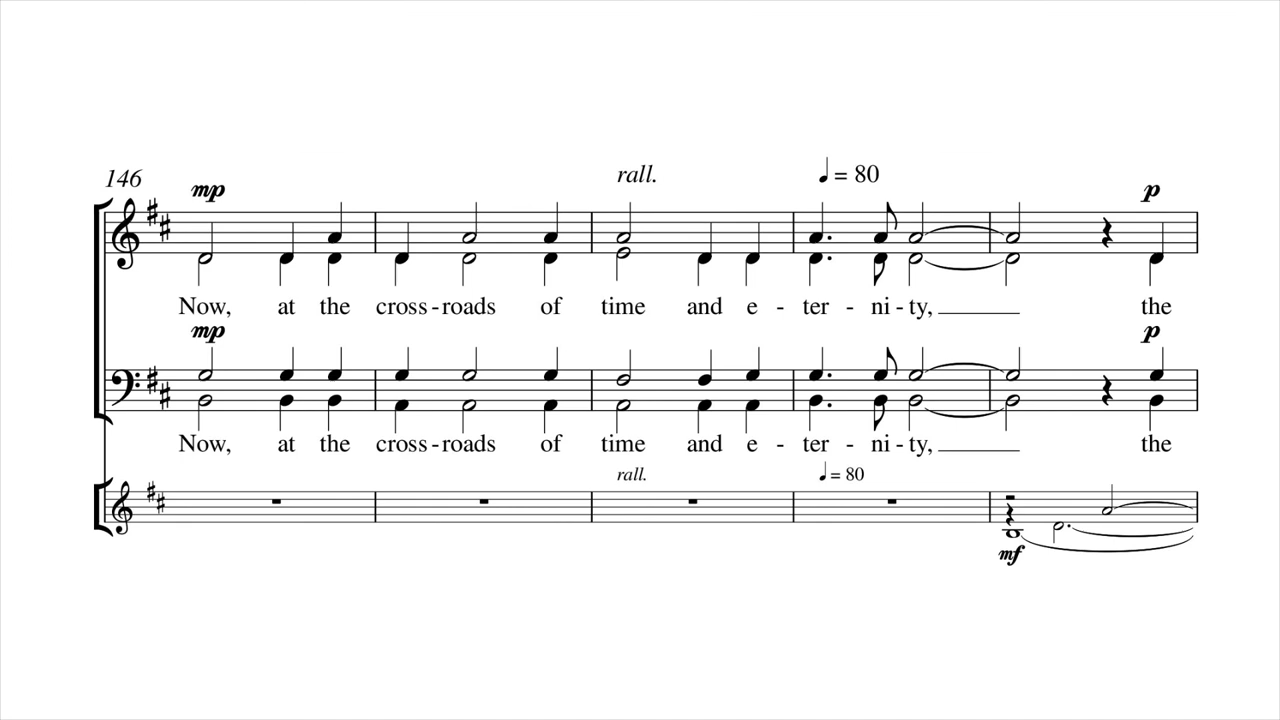 146
rall.
♩ = 80
mp
p
Now, at the cross - roads of time and e - ter - ni - ty, the
mp
p
Now, at the cross - roads of time and e - ter - ni - ty, the
rall.
♩ = 80
mf